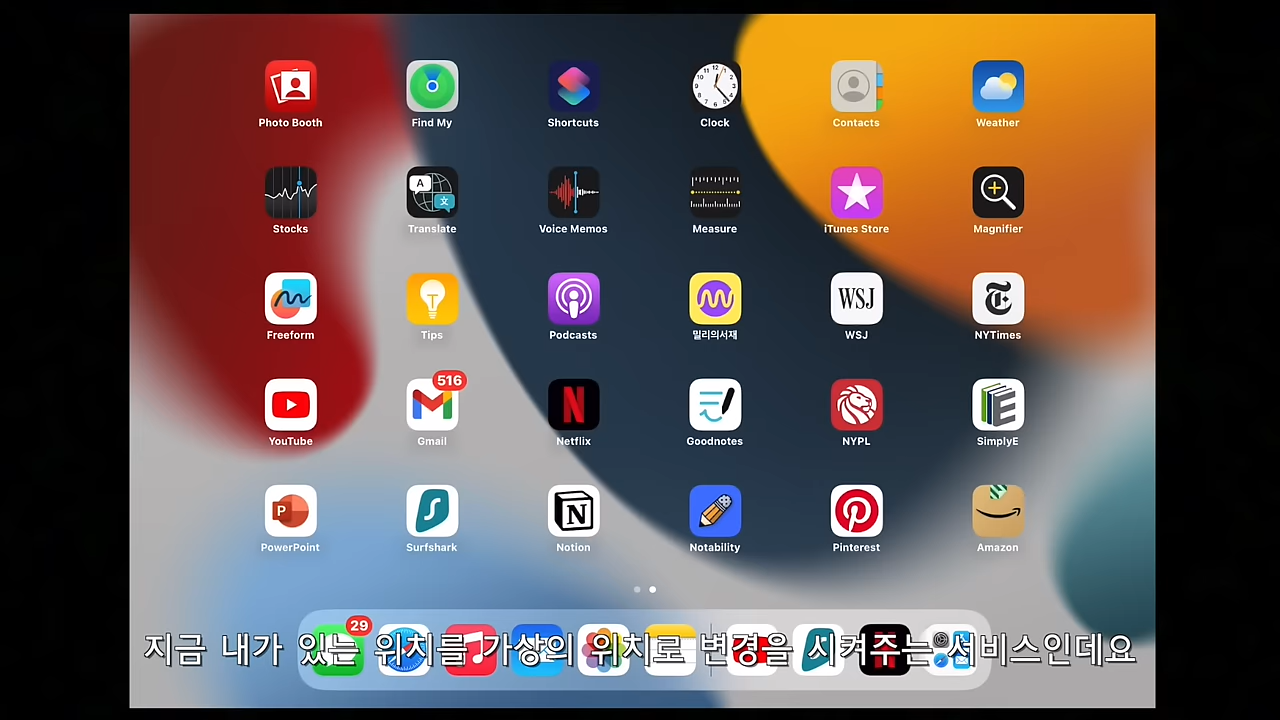 Photo Booth Find My Shortcuts Clock Contacts Weather
Stocks Translate Voice Memos Measure iTunes Store Magnifier
WSJ
Freeform Tips Podcasts 밀리의서재 WSJ NYTimes
516
YouTube Gmail Netflix Goodnotes NYPL SimplyE
PowerPoint Surfshark Notion Notability Pinterest Amazon
29
지금 내가 있는 위치를 가상의 위치로 변경을 시켜주는 서비스인데요